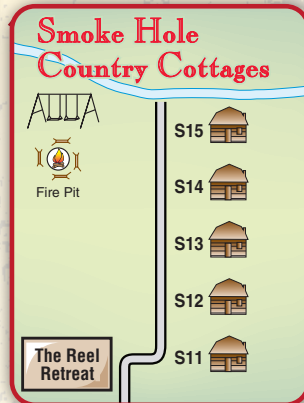 Smoke Hole
Country Cottages
Fire Pit
S15
S14
S13
S12
S11
The Reel
Retreat